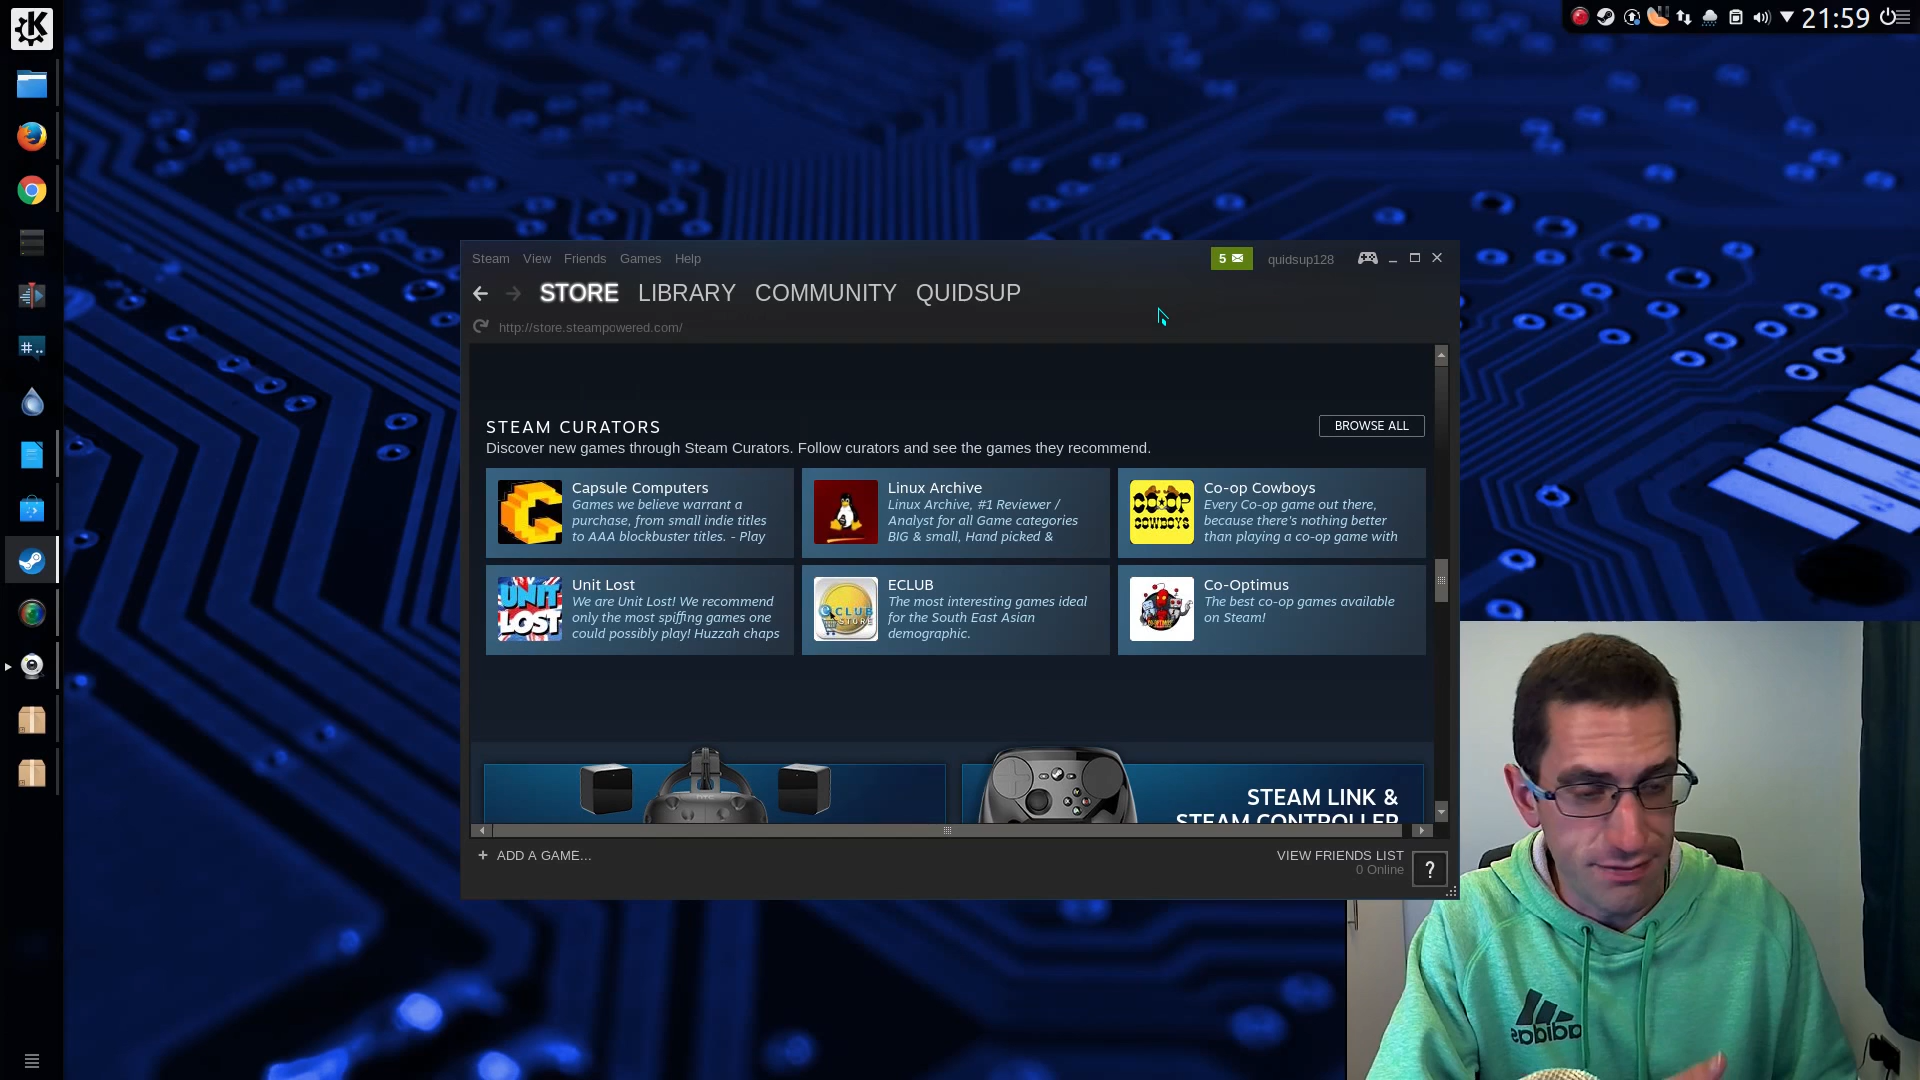 21:59
Steam View Friends Games Help
5
quidsup128
STORE LIBRARY COMMUNITY QUIDSUP
http://store.steampowered.com/
STEAM CURATORS
BROWSE ALL
Discover new games through Steam Curators. Follow curators and see the games they recommend.
Capsule Computers
Games we believe warrant a
purchase, from small indie titles
to AAA blockbuster titles. - Play
Linux Archive
Linux Archive, #1 Reviewer /
Analyst for all Game categories
BIG & small, Hand picked &
CO-OP
COWBOYS
Co-op Cowboys
Every Co-op game out there,
because there's nothing better
than playing a co-op game with
UNIT
LOST
Unit Lost
We are Unit Lost! We recommend
only the most spiffing games one
could possibly play! Huzzah chaps
ECLUB
STORE
ECLUB
The most interesting games ideal
for the South East Asian
demographic.
Co-Optimus
The best co-op games available
on Steam!
STEAM LINK &
STEAM CONTROLLER
+ ADD A GAME...
VIEW FRIENDS LIST
0 Online
?
adidas